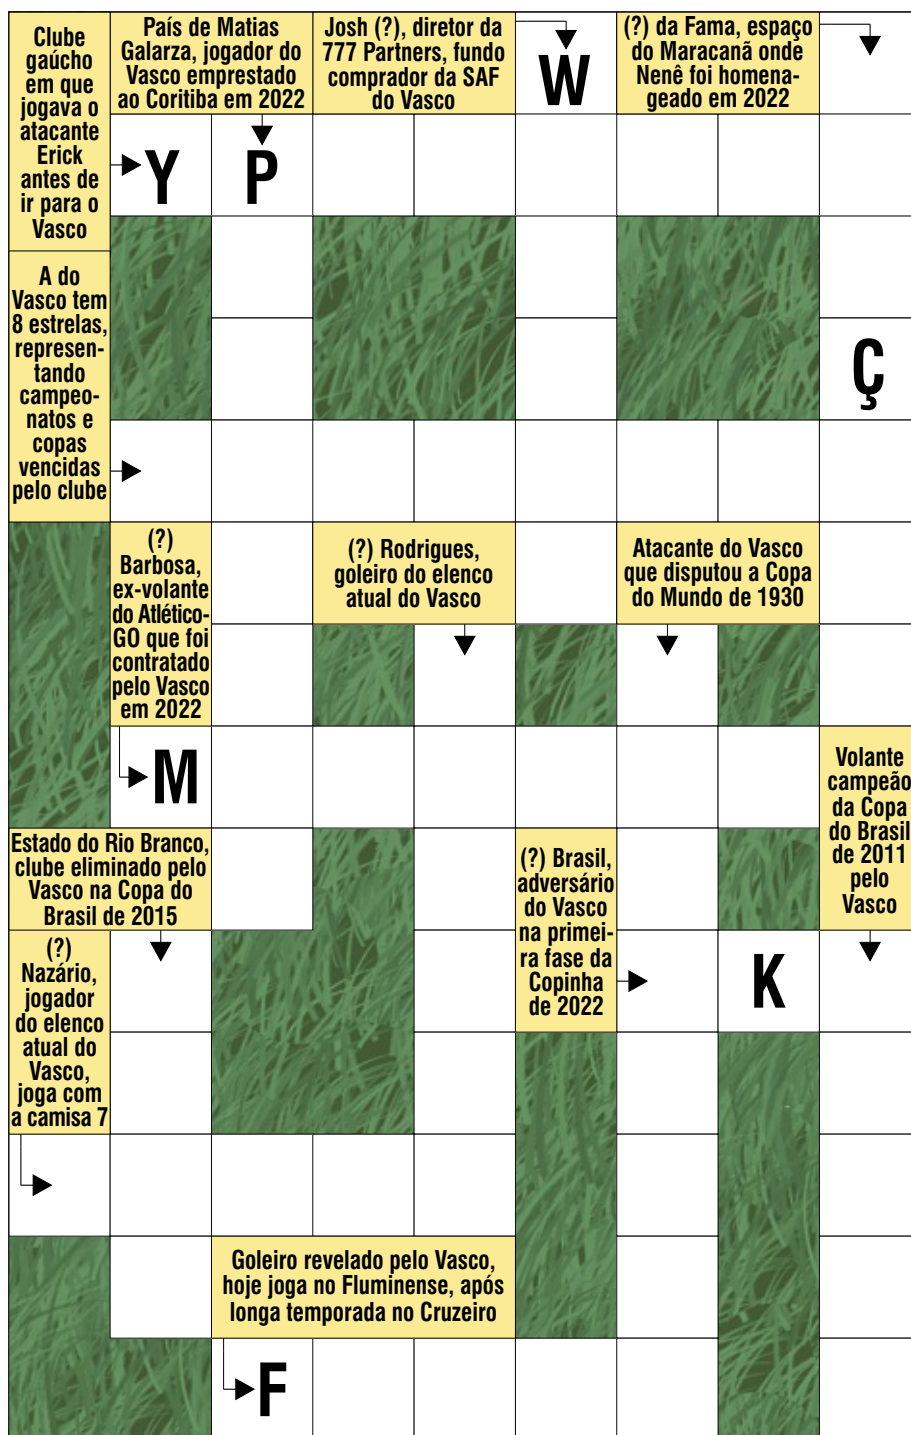 Clube
gaúcho
em que
jogava o
atacante
Erick
antes de
ir para o
Vasco
País de Matias
Galarza, jogador do
Vasco emprestado
ao Coritiba em 2022
Josh (?), diretor da
777 Partners, fundo
comprador da SAF
do Vasco
W
(?) da Fama, espaço
do Maracanã onde
Nenê foi homena-
geado em 2022
Y P
A do
Vasco tem
8 estrelas,
represen-
tando
campeo-
natos e
copas
vencidas
pelo clube
Ç
(?)
Barbosa,
ex-volante
do Atlético-
GO que foi
contratado
pelo Vasco
em 2022
(?) Rodrigues,
goleiro do elenco
atual do Vasco
Atacante do Vasco
que disputou a Copa
do Mundo de 1930
M
Volante
campeão
da Copa
do Brasil
de 2011
pelo
Vasco
Estado do Rio Branco,
clube eliminado pelo
Vasco na Copa do
Brasil de 2015
(?) Brasil,
adversário
do Vasco
na primei-
ra fase da
Copinha
de 2022
K
(?)
Nazário,
jogador
do elenco
atual do
Vasco,
joga com
a camisa 7
Goleiro revelado pelo Vasco,
hoje joga no Fluminense, após
longa temporada no Cruzeiro
F